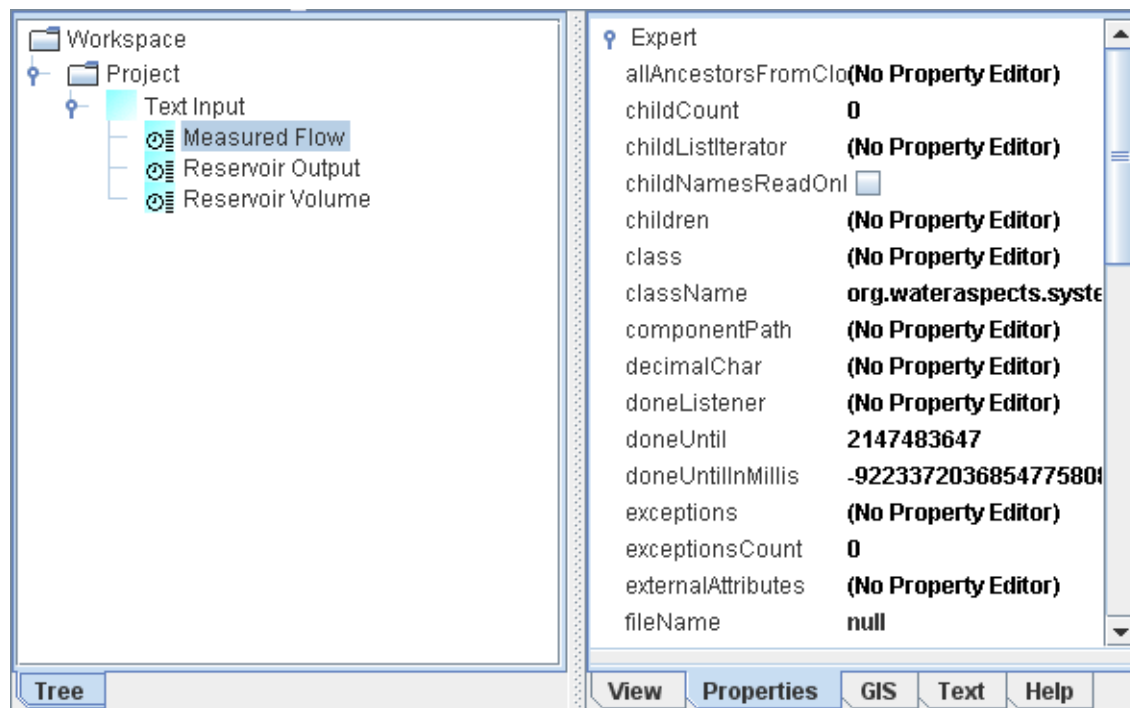 Workspace
Project
Text Input
Measured Flow
Reservoir Output
Reservoir Volume
Tree
Expert
allAncestorsFromClo(No Property Editor)
childCount 0
childListIterator (No Property Editor)
childNamesReadOnl
children (No Property Editor)
class (No Property Editor)
className org.wateraspects.syste
componentPath (No Property Editor)
decimalChar (No Property Editor)
doneListener (No Property Editor)
doneUntil 2147483647
doneUntilInMillis -9223372036854775808
exceptions (No Property Editor)
exceptionsCount 0
externalAttributes (No Property Editor)
fileName null
View Properties GIS Text Help